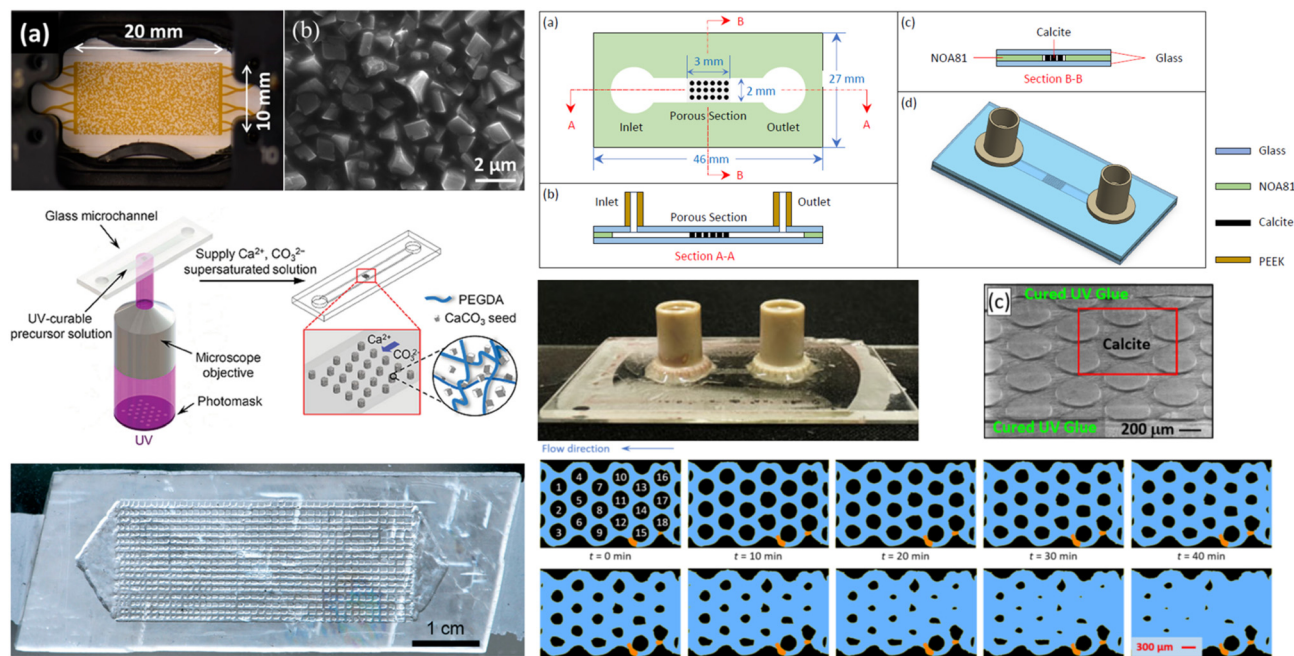 (a)
20 mm
10 mm
(b)
2 µm
Glass microchannel
UV-curable
precursor solution
Supply Ca²⁺, CO₃²⁻
supersaturated solution
Microscope
objective
Photomask
UV
PEGDA
CaCO₃ seed
Ca²⁺
CO₃²⁻
1 cm
(a)
B
3 mm
2 mm
27 mm
A
A
Inlet
Porous Section
Outlet
46 mm
B
(b)
Inlet
Porous Section
Outlet
Section A-A
(c)
Calcite
NOA81
Glass
Section B-B
(d)
Glass
NOA81
Calcite
PEEK
(c)
Cured UV Glue
Calcite
Cured UV Glue
200 µm
Flow direction
1 4 7 10 13 16
2 5 8 11 14 17
3 6 9 12 15 18
t = 0 min
t = 10 min
t = 20 min
t = 30 min
t = 40 min
300 µm